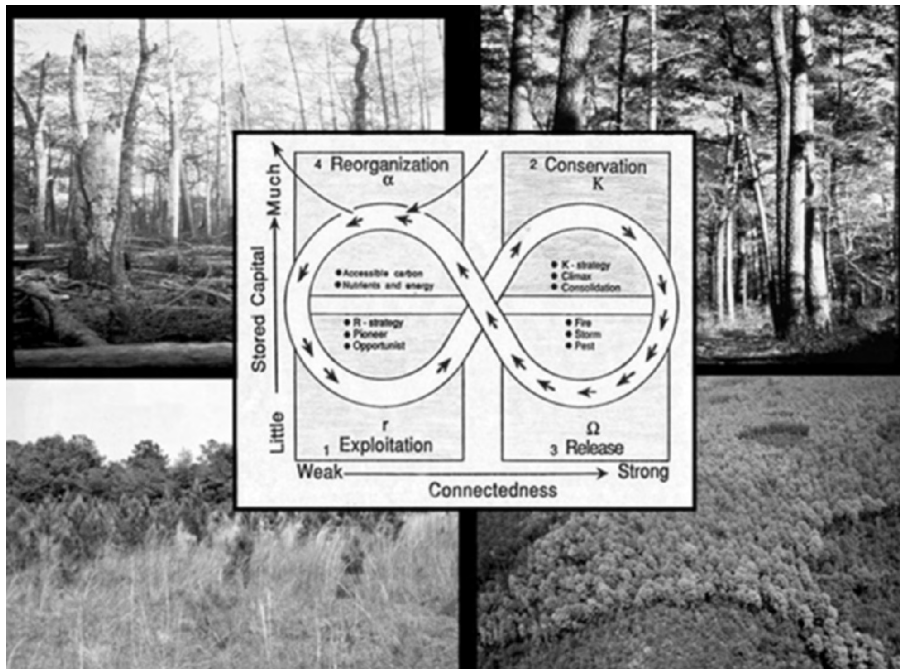 4 Reorganization
α
2 Conservation
K
Much
Stored Capital
Little
• Accessible carbon
• Nutrients and energy
• K - strategy
• Climax
• Consolidation
• R - strategy
• Pioneer
• Opportunist
• Fire
• Storm
• Pest
r
1 Exploitation
Ω
3 Release
Weak
Strong
Connectedness